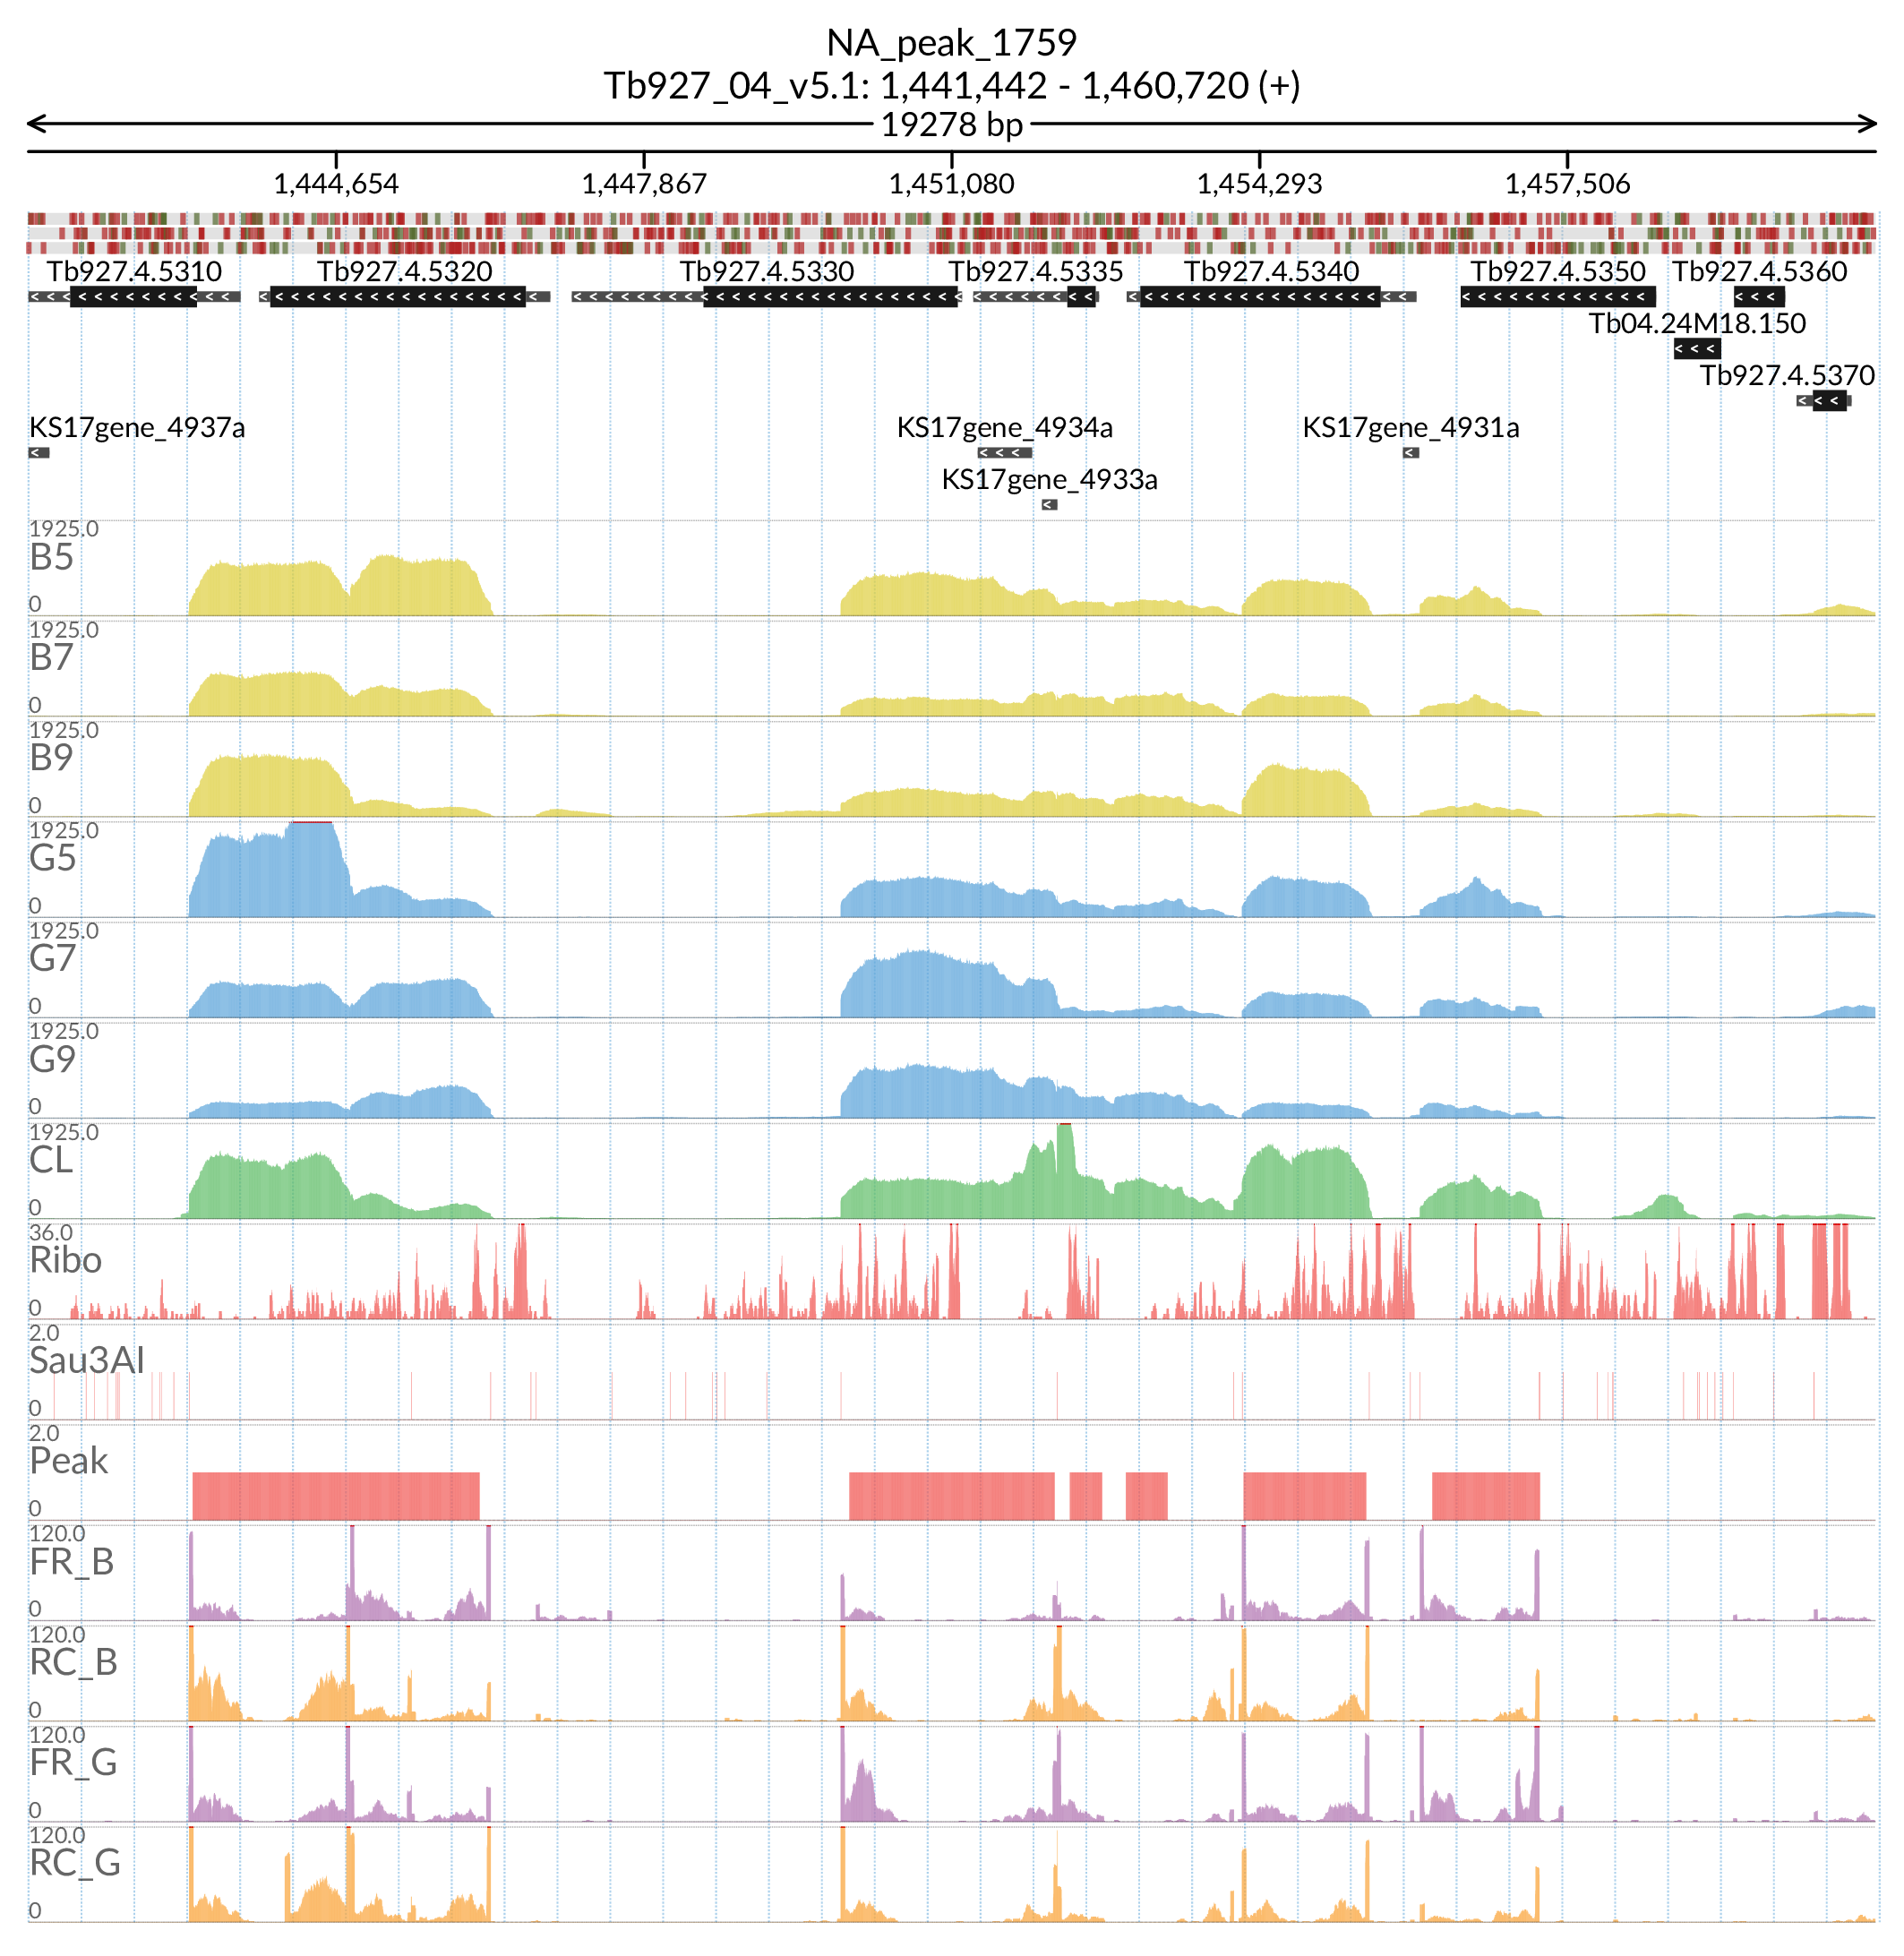 NA_peak_1759
Tb927_04_v5.1: 1,441,442 - 1,460,720 (+)
19278 bp
1,444,654 1,447,867 1,451,080 1,454,293 1,457,506
Tb927.4.5310 Tb927.4.5320 Tb927.4.5330 Tb927.4.5335 Tb927.4.5340 Tb927.4.5350 Tb927.4.5360
Tb04.24M18.150
Tb927.4.5370
KS17gene_4937a KS17gene_4934a KS17gene_4931a
KS17gene_4933a
1925.0
B5
0
1925.0
B7
0
1925.0
B9
0
1925.0
G5
0
1925.0
G7
0
1925.0
G9
0
1925.0
CL
0
36.0
Ribo
0
2.0
Sau3AI
0
2.0
Peak
0
120.0
FR_B
0
120.0
RC_B
0
120.0
FR_G
0
120.0
RC_G
0